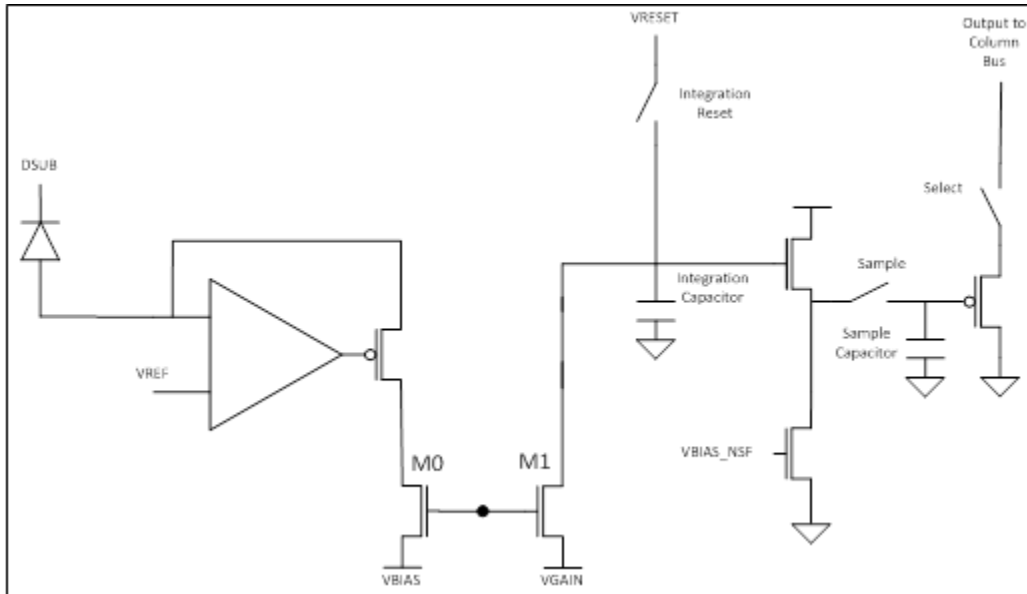 VRESET
Output to
Column
Bus
Integration
Reset
DSUB
Select
Sample
Integration
Capacitor
Sample
Capacitor
VREF
M0
M1
VBIAS_NSF
VBIAS
VGAIN